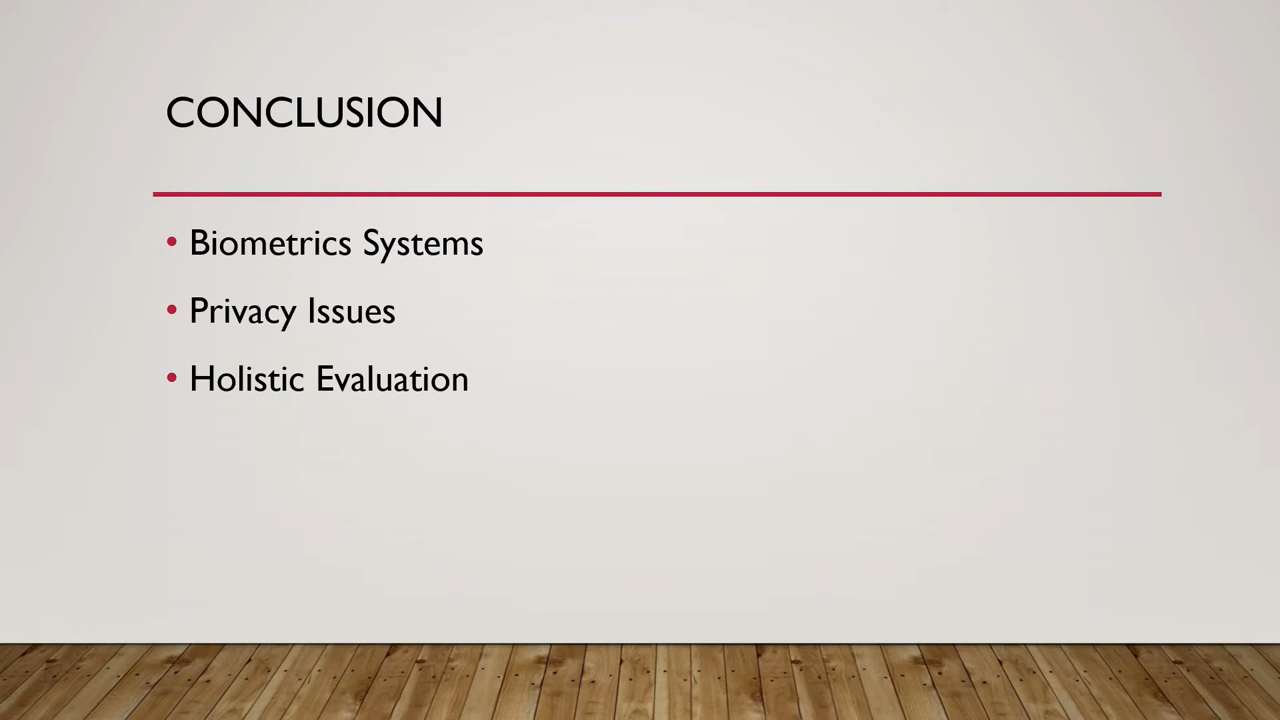 CONCLUSION
• Biometrics Systems
• Privacy Issues
• Holistic Evaluation